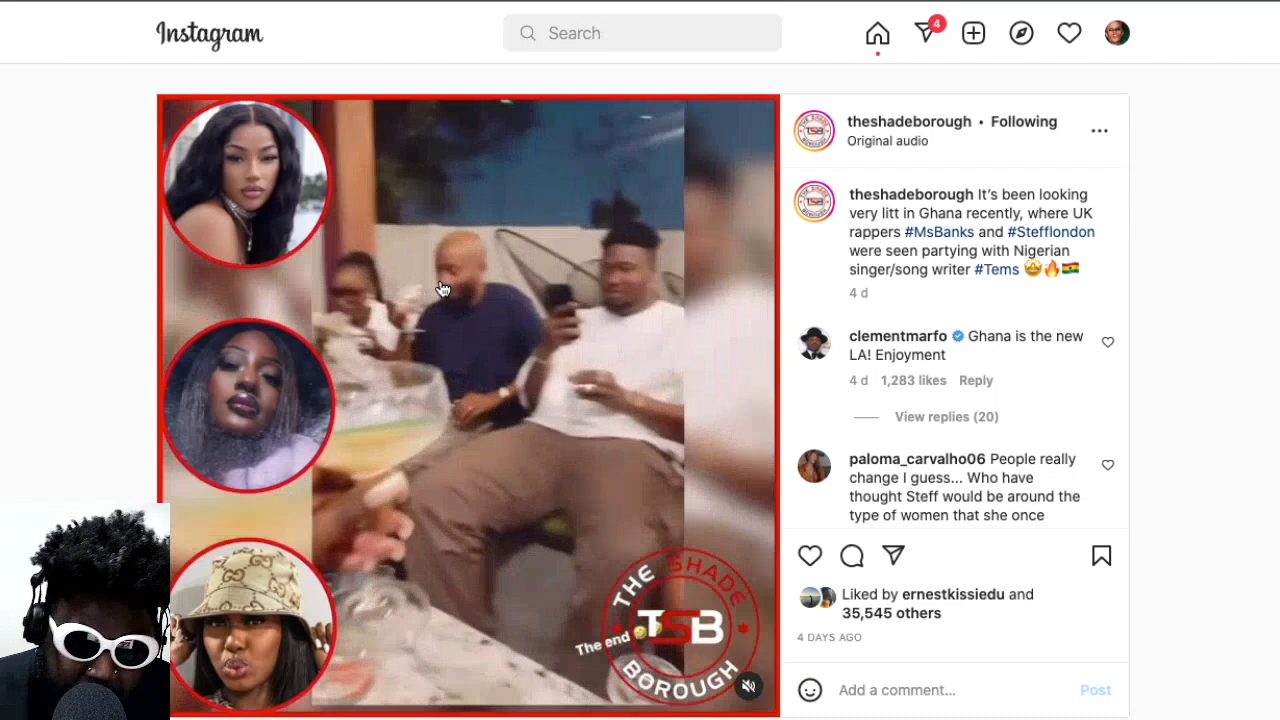 Instagram
Search
4
theshadeborough • Following
Original audio
theshadeborough It's been looking
very litt in Ghana recently, where UK
rappers #MsBanks and #Stefflondon
were seen partying with Nigerian
singer/song writer #Tems 🤩🔥🇬🇭
4 d
clementmarfo Ghana is the new
LA! Enjoyment
4 d 1,283 likes Reply
View replies (20)
paloma_carvalho06 People really
change I guess... Who have
thought Steff would be around the
type of women that she once
Liked by ernestkissiedu and
35,545 others
4 DAYS AGO
Add a comment... Post
THE SHADE
TSB
BOROUGH
The end